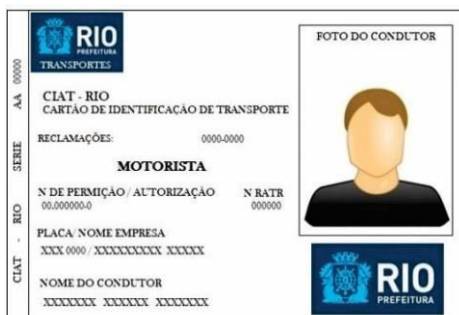 CIAT - RIO SERIE AA 00000
RIO
PREFEITURA
TRANSPORTES
CIAT - RIO
CARTÃO DE IDENTIFICAÇÃO DE TRANSPORTE
RECLAMAÇÕES: 0000-0000
MOTORISTA
N DE PERMIÇÃO / AUTORIZAÇÃO N RATR
00.000000-0 000000
PLACA/ NOME EMPRESA
XXX 0000 / XXXXXXXXX XXXXX
NOME DO CONDUTOR
XXXXXXX XXXXXX XXXXXXX
FOTO DO CONDUTOR
RIO
PREFEITURA